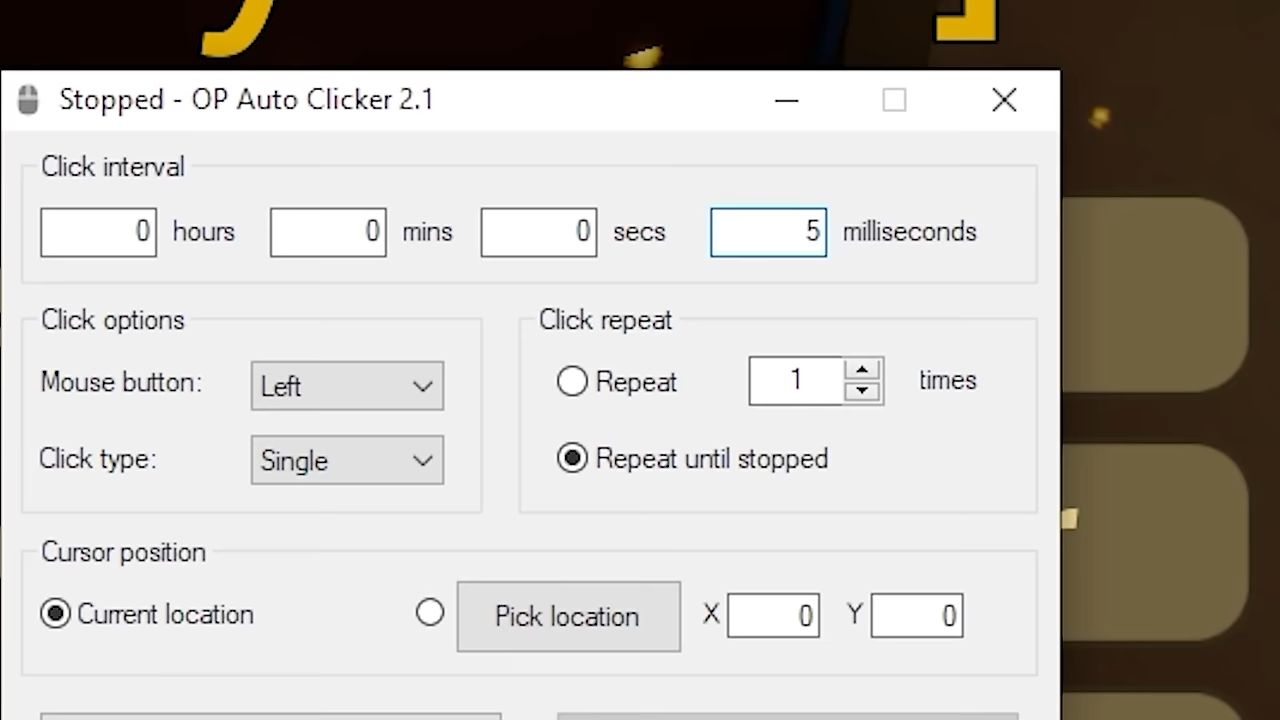 Stopped - OP Auto Clicker 2.1
Click interval
0 hours 0 mins 0 secs 5 milliseconds
Click options
Mouse button: Left
Click type: Single
Click repeat
Repeat 1 times
Repeat until stopped
Cursor position
Current location Pick location X 0 Y 0